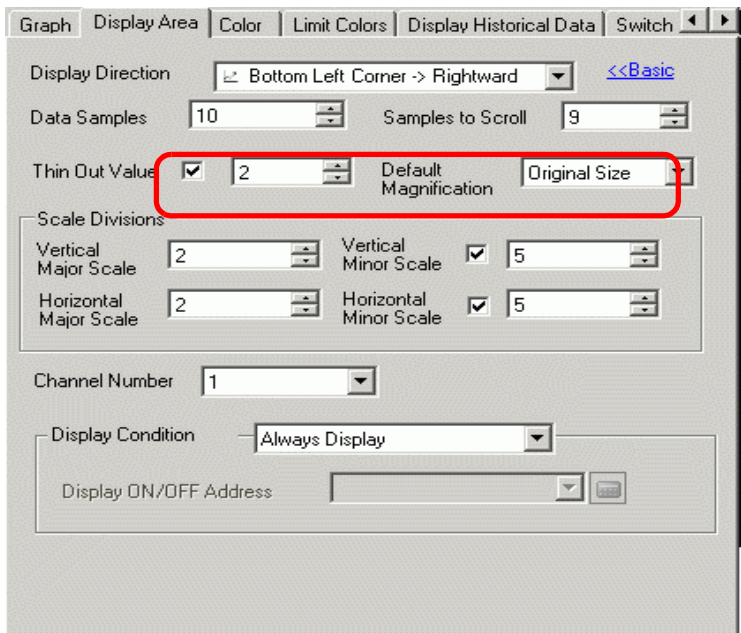 Graph Display Area Color Limit Colors Display Historical Data Switch
Display Direction Bottom Left Corner -> Rightward <<Basic
Data Samples 10 Samples to Scroll 9
Thin Out Value 2 Default Magnification Original Size
Scale Divisions
Vertical Major Scale 2 Vertical Minor Scale 5
Horizontal Major Scale 2 Horizontal Minor Scale 5
Channel Number 1
Display Condition Always Display
Display ON/OFF Address